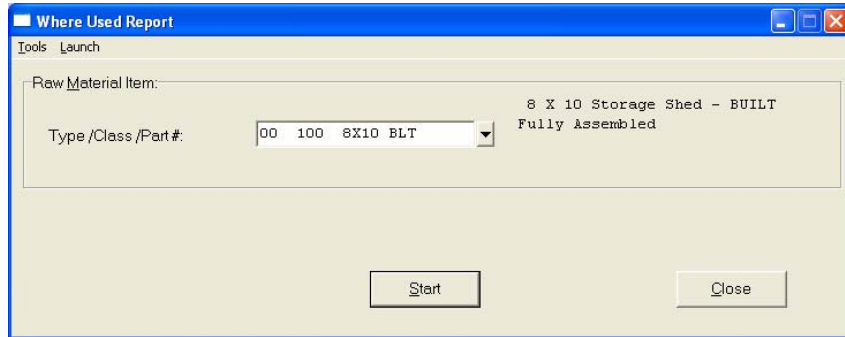 Where Used Report
Tools Launch
Raw Material Item:
8 X 10 Storage Shed - BUILT
Type /Class /Part #: 00 100 8X10 BLT
Fully Assembled
Start Close